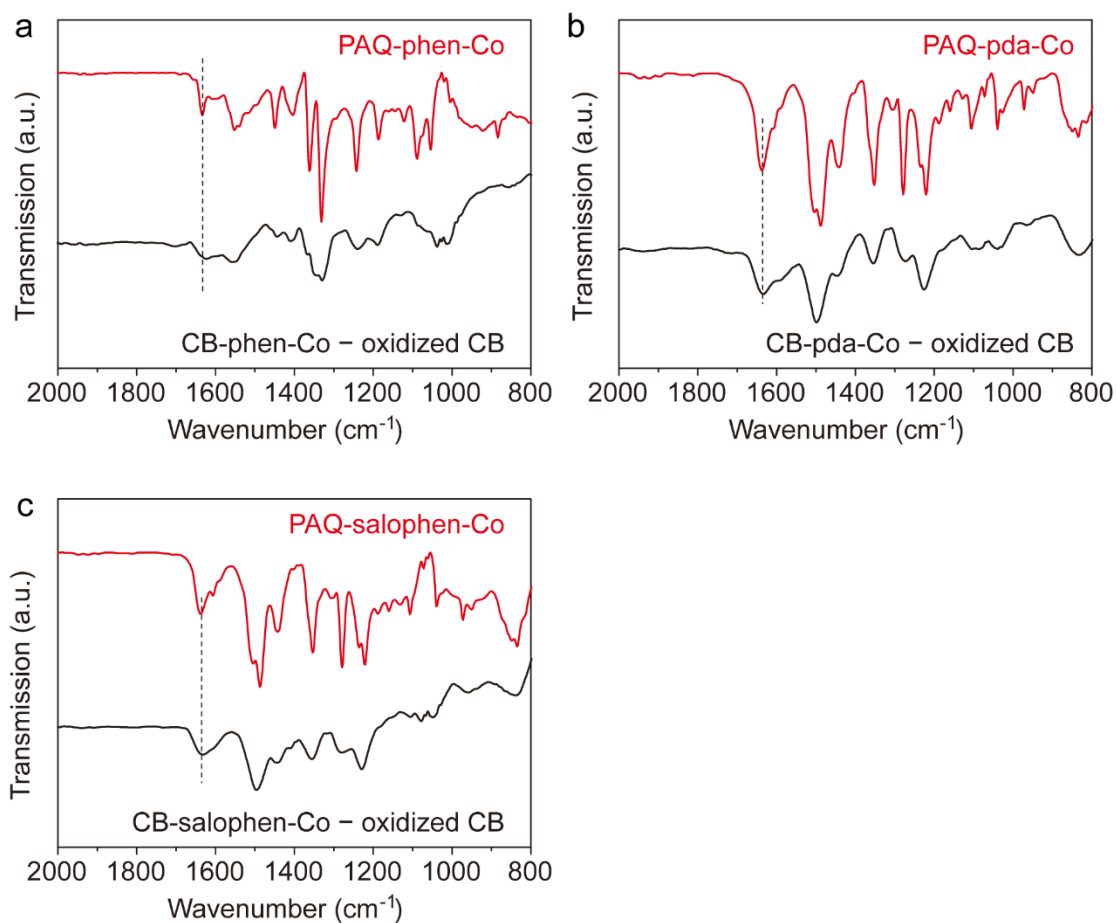 a
PAQ-phen-Co
Transmission (a.u.)
CB-phen-Co − oxidized CB
2000 1800 1600 1400 1200 1000 800
Wavenumber (cm⁻¹)
b
PAQ-pda-Co
Transmission (a.u.)
CB-pda-Co − oxidized CB
2000 1800 1600 1400 1200 1000 800
Wavenumber (cm⁻¹)
c
PAQ-salophen-Co
Transmission (a.u.)
CB-salophen-Co − oxidized CB
2000 1800 1600 1400 1200 1000 800
Wavenumber (cm⁻¹)